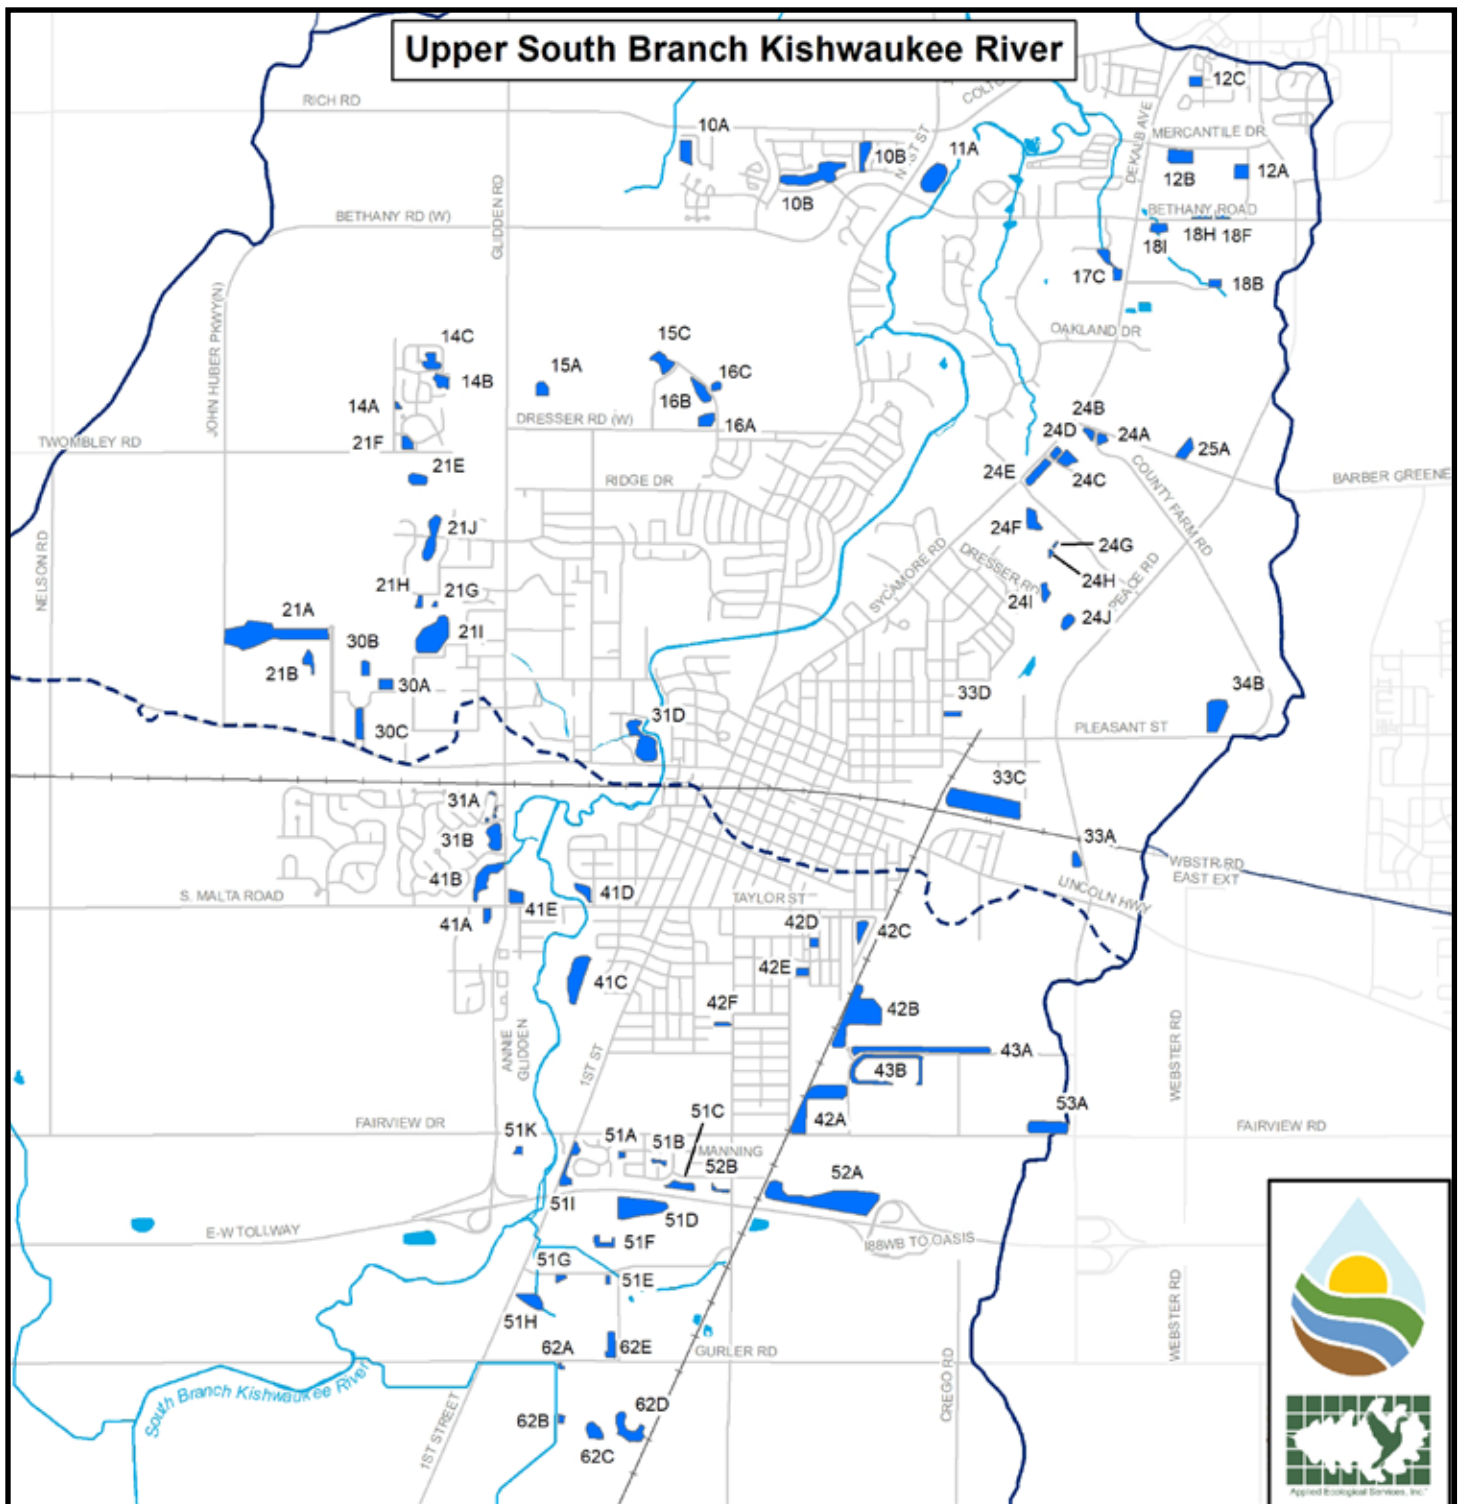 Upper South Branch Kishwaukee River
12C
COLT
RICH RD
10A
N 1ST ST
DEKALB AVE
MERCANTILE DR
10B
11A
12B
12A
10B
GLIDDEN RD
BETHANY RD (W)
BETHANY ROAD
18H
18F
18I
17C
18B
JOHN HUBER PKWY(N)
14C
15C
OAKLAND DR
15A
16C
14B
16B
14A
DRESSER RD (W)
16A
24B
24D
24A
TWOMBLEY RD
21F
25A
21E
24E
24C
RIDGE DR
COUNTY FARM RD
BARBER GREENE
21J
24F
NELSON RD
SYCAMORE RD
DRESSER RD
24G
24H
PEACE RD
21H
21G
24I
21A
24J
21I
30B
21B
30A
34B
33D
31D
30C
PLEASANT ST
33C
31A
31B
33A
WBSTR RD
EAST EXT
41B
LINCOLN HWY
S. MALTA ROAD
41D
TAYLOR ST
41E
41A
42D
42C
42E
41C
42F
42B
ANNIE
GLIDDEN
1ST ST
WEBSTER RD
43A
43B
53A
51C
42A
FAIRVIEW DR
FAIRVIEW RD
51K
51A
51B
MANNING
52B
52A
51I
51D
E-W TOLLWAY
I88WB TO OASIS
51F
51G
51E
51H
WEBSTER RD
62A
62E
GURLER RD
South Branch Kishwaukee River
CREGO RD
62D
62B
1ST STREET
62C
Applied Ecological Services, Inc.